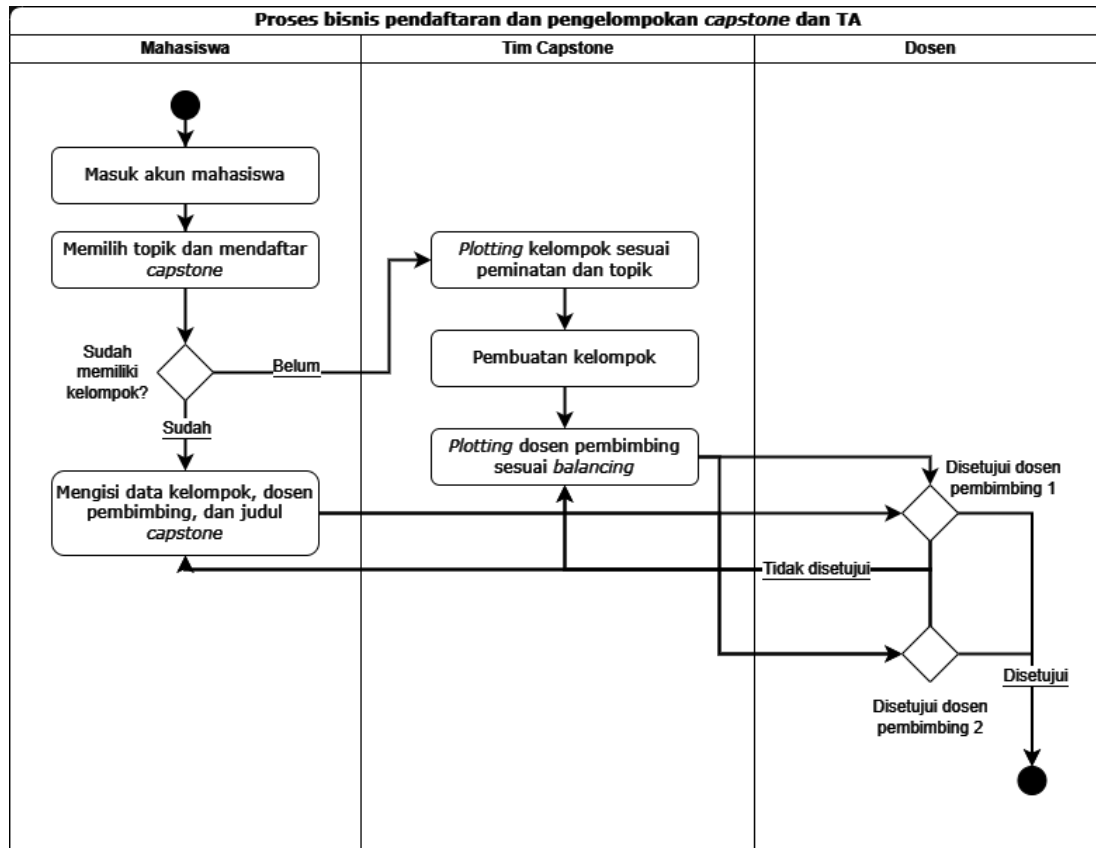 Proses bisnis pendaftaran dan pengelompokan capstone dan TA
Mahasiswa
Tim Capstone
Dosen
Masuk akun mahasiswa
Memilih topik dan mendaftar
capstone
Sudah
memiliki
kelompok?
Belum
Sudah
Mengisi data kelompok, dosen
pembimbing, dan judul
capstone
Plotting kelompok sesuai
peminatan dan topik
Pembuatan kelompok
Plotting dosen pembimbing
sesuai balancing
Disetujui dosen
pembimbing 1
Tidak disetujui
Disetujui
Disetujui dosen
pembimbing 2